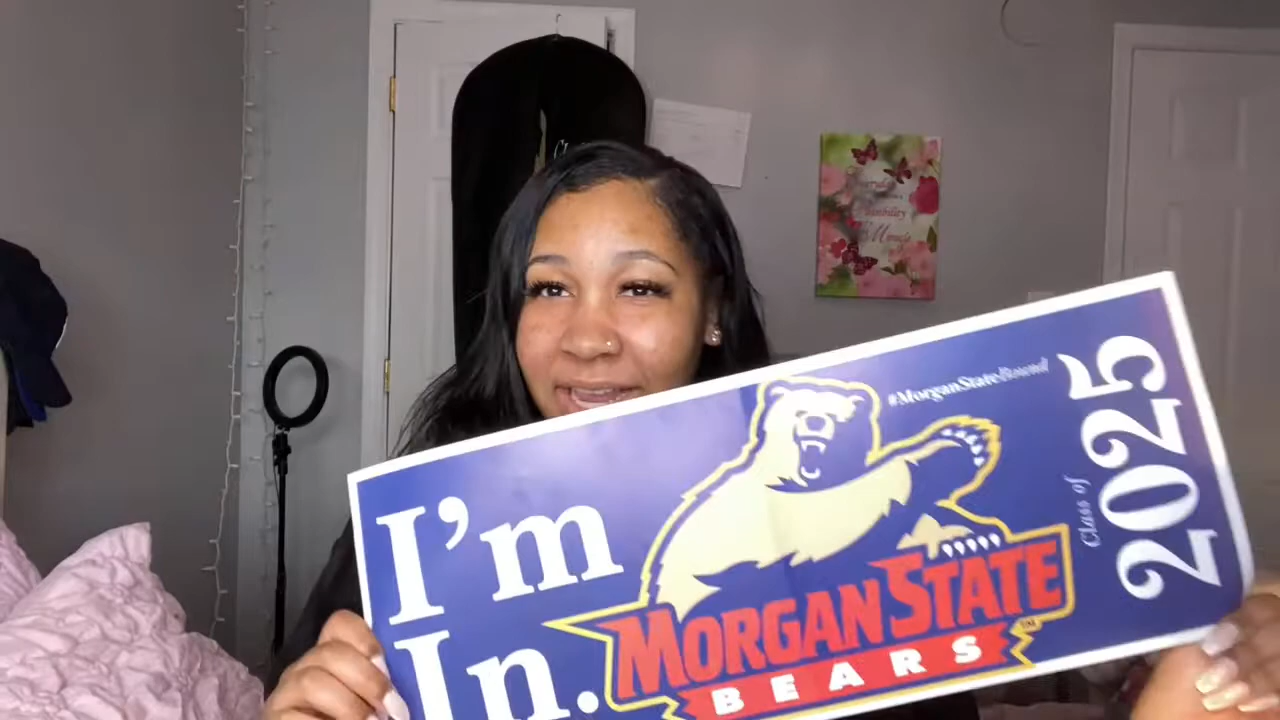 I'm
In.
#MorganStateBound
Class of
2025
MORGAN STATE
BEARS